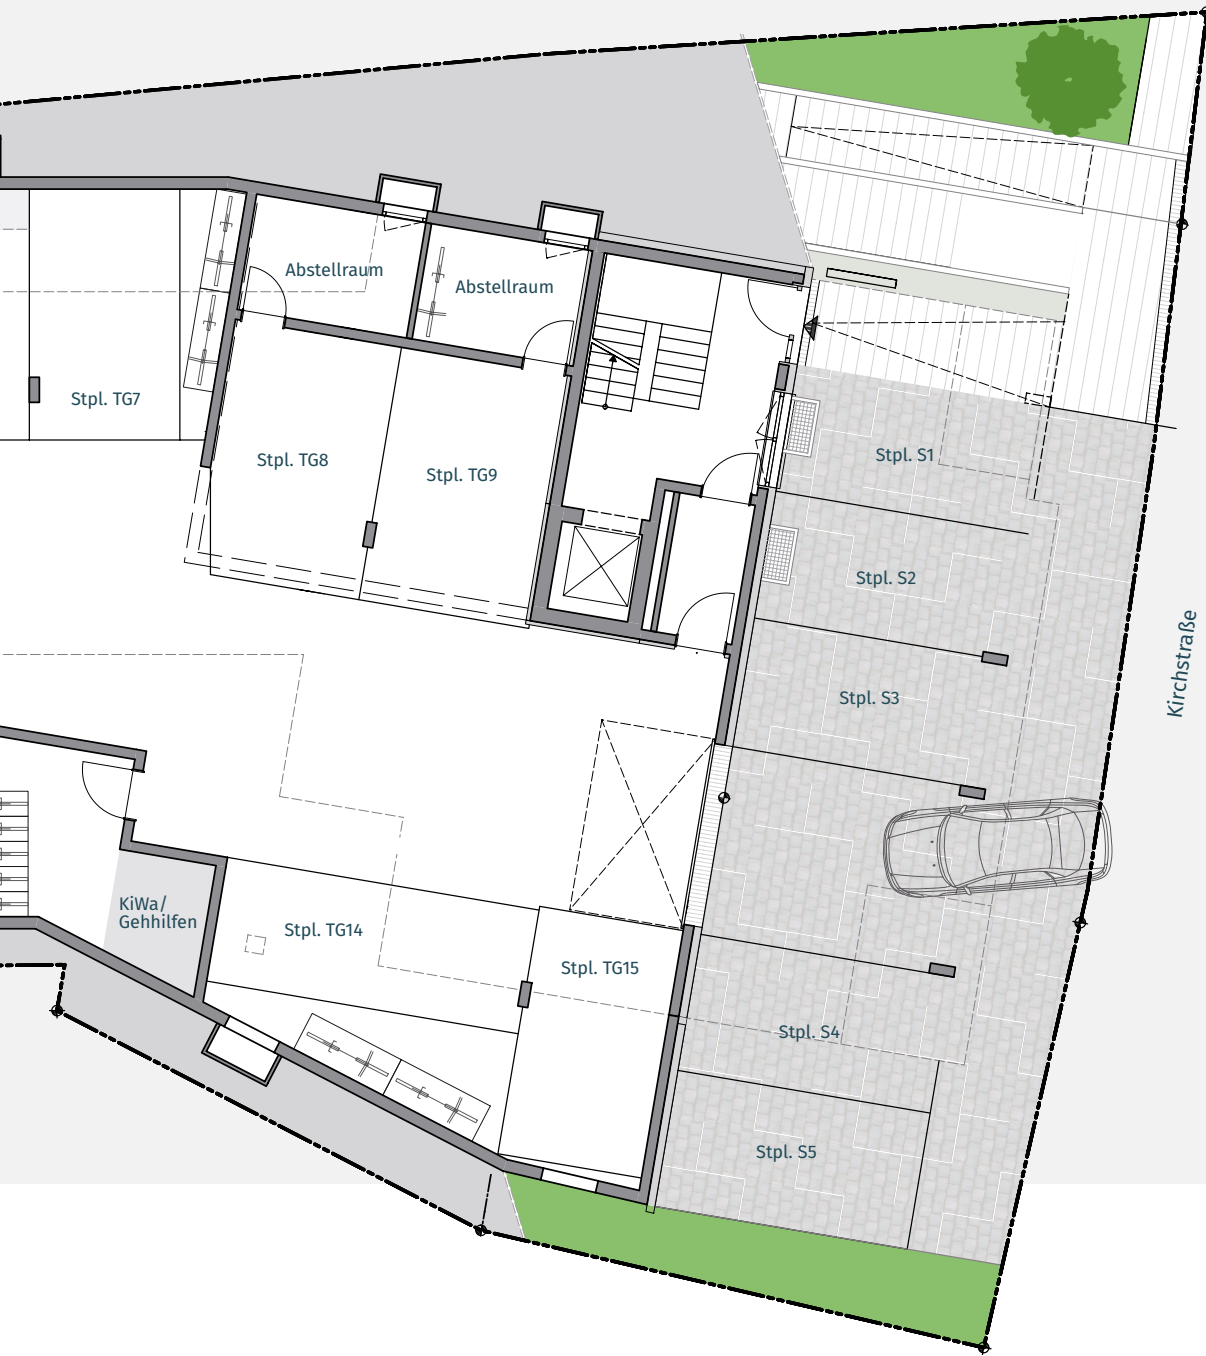 Abstellraum
Abstellraum
Stpl. TG7
Stpl. TG8
Stpl. TG9
Stpl. S1
Stpl. S2
Stpl. S3
Kirchstraße
KiWa/
Gehhilfen
Stpl. TG14
Stpl. TG15
Stpl. S4
Stpl. S5